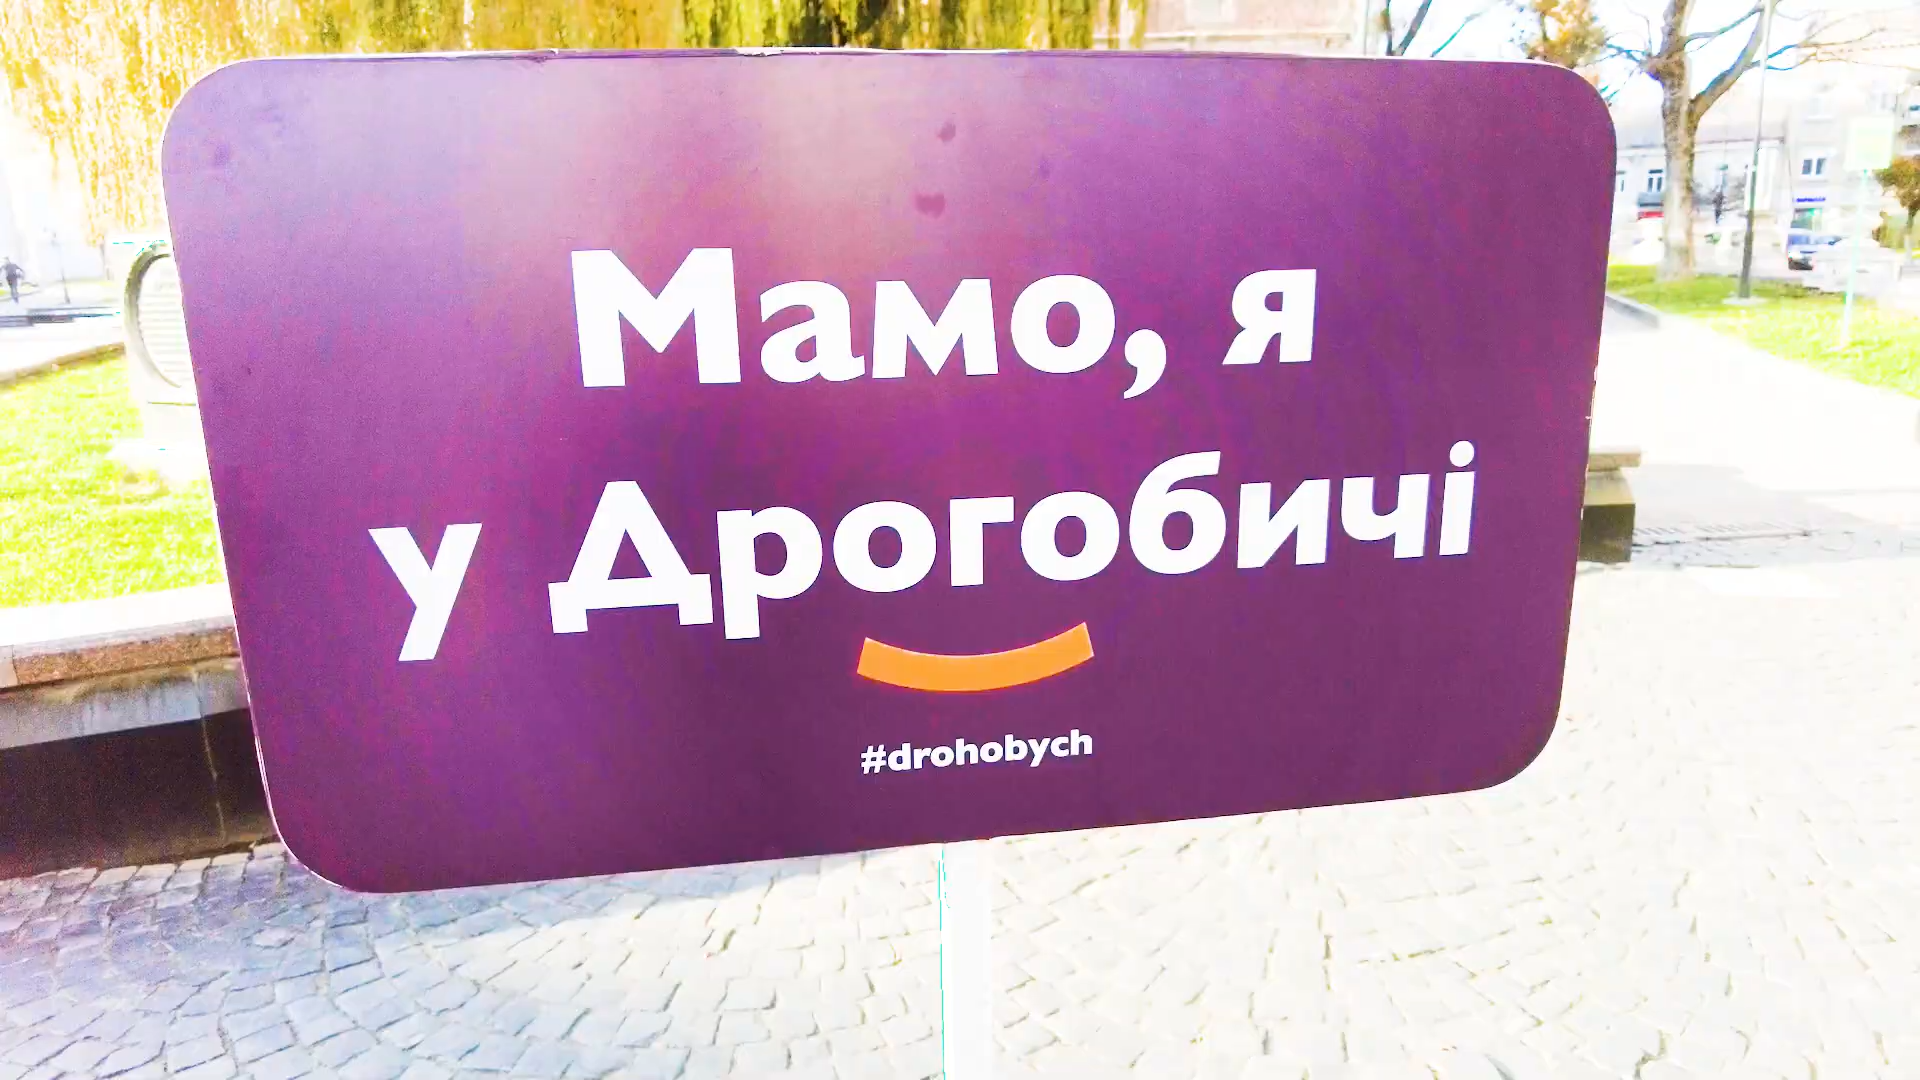 Мамо, я
у Дрогобичі
#drohobych